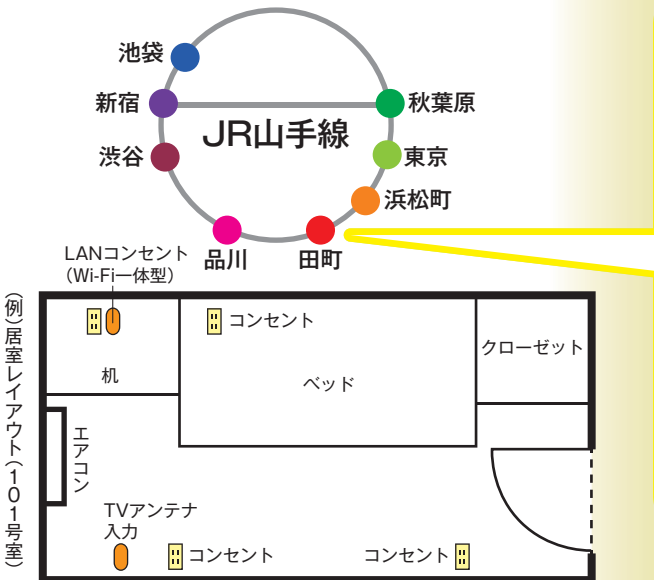 池袋
新宿
秋葉原
JR山手線
渋谷
東京
浜松町
品川
田町
LANコンセント
（Wi-Fi一体型）
（例）居室レイアウト（101号室）
コンセント
クローゼット
机
ベッド
エアコン
TVアンテナ
入力
コンセント
コンセント